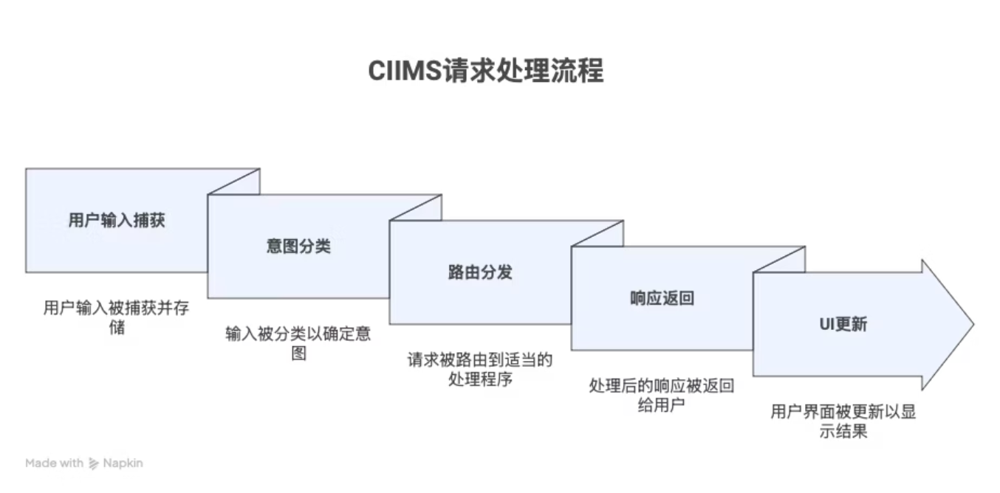 CIIMS请求处理流程
用户输入捕获
用户输入被捕获并存
储
意图分类
输入被分类以确定意
图
路由分发
请求被路由到适当的
处理程序
响应返回
处理后的响应被返回
给用户
UI更新
用户界面被更新以显
示结果
Made with Napkin